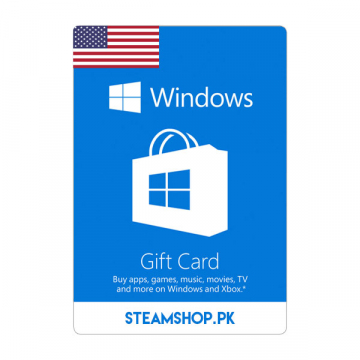 Windows
Gift Card
Buy apps, games, music, movies, TV
and more on Windows and Xbox.*
STEAMSHOP.PK